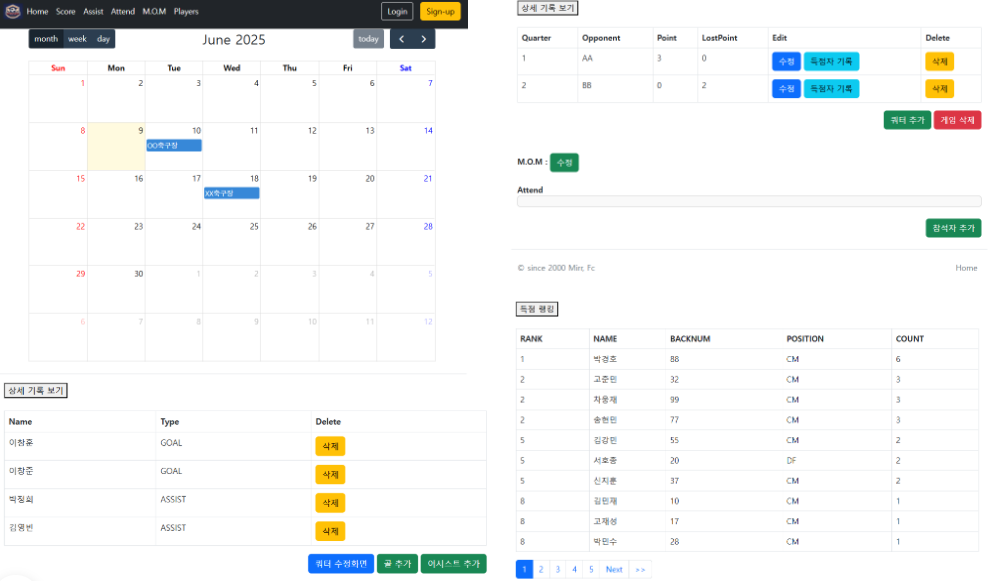 Home Score Assist Attend M.O.M Players Login Sign-up
month week day June 2025 today
Sun Mon Tue Wed Thu Fri Sat
1 2 3 4 5 6 7
8 9 10 11 12 13 14
OO축구장
15 16 17 18 19 20 21
XX축구장
22 23 24 25 26 27 28
29 30 1 2 3 4 5
6 7 8 9 10 11 12
상세 기록 보기
Name Type Delete
이창훈 GOAL 삭제
이창준 GOAL 삭제
박정희 ASSIST 삭제
김영빈 ASSIST 삭제
쿼터 수정화면 골 추가 어시스트 추가
상세 기록 보기
Quarter Opponent Point LostPoint Edit Delete
1 AA 3 0 수정 득점자 기록 삭제
2 BB 0 2 수정 득점자 기록 삭제
쿼터 추가 게임 삭제
M.O.M : 수정
Attend
참석자 추가
© since 2000 Mirr, Fc Home
득점 랭킹
RANK NAME BACKNUM POSITION COUNT
1 박경호 88 CM 6
2 고준민 32 CM 3
2 차웅재 99 CM 3
2 송현민 77 CM 3
5 김강민 55 CM 2
5 서호종 20 DF 2
5 신치훈 37 CM 2
8 김민재 10 CM 1
8 고재성 17 CM 1
8 박민수 28 CM 1
1 2 3 4 5 Next >>